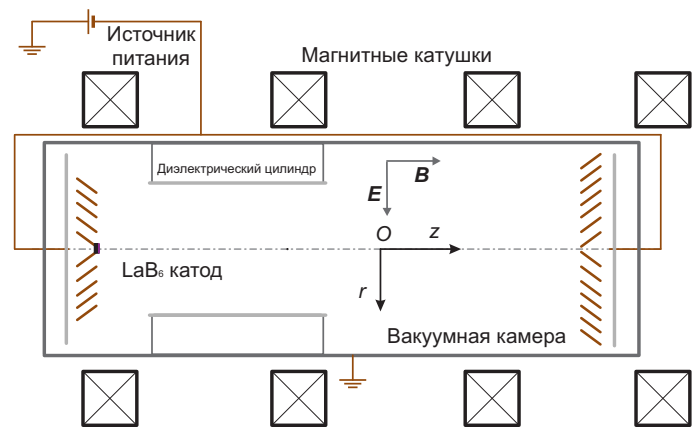 Источник
питания
Магнитные катушки
Диэлектрический цилиндр
B
E
O
z
LaB₆ катод
r
Вакуумная камера